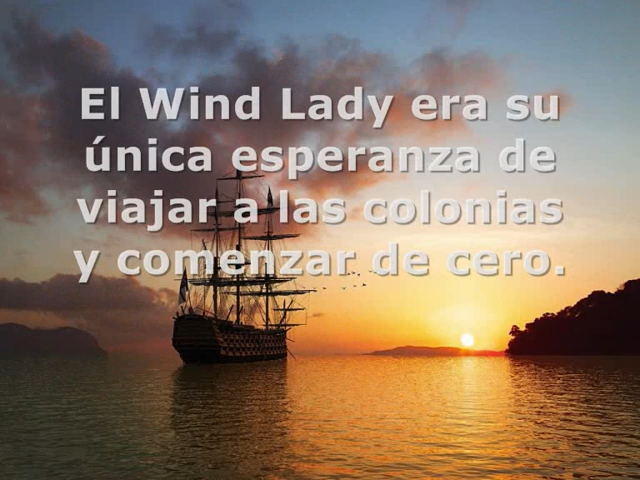 El Wind Lady era su
única esperanza de
viajar a las colonias
y comenzar de cero.